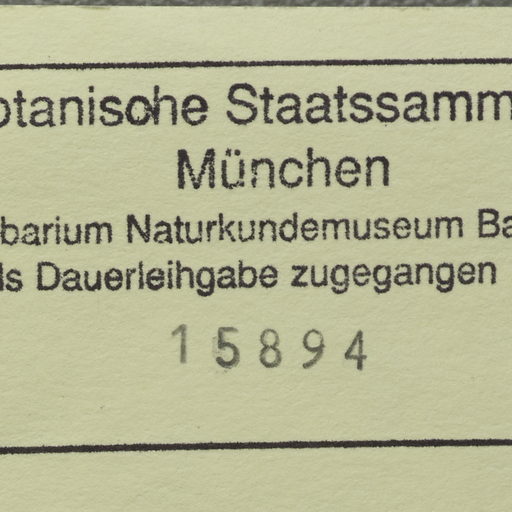 otanische Staatssamm
München
barium Naturkundemuseum Ba
ls Dauerleihgabe zugegangen
15894